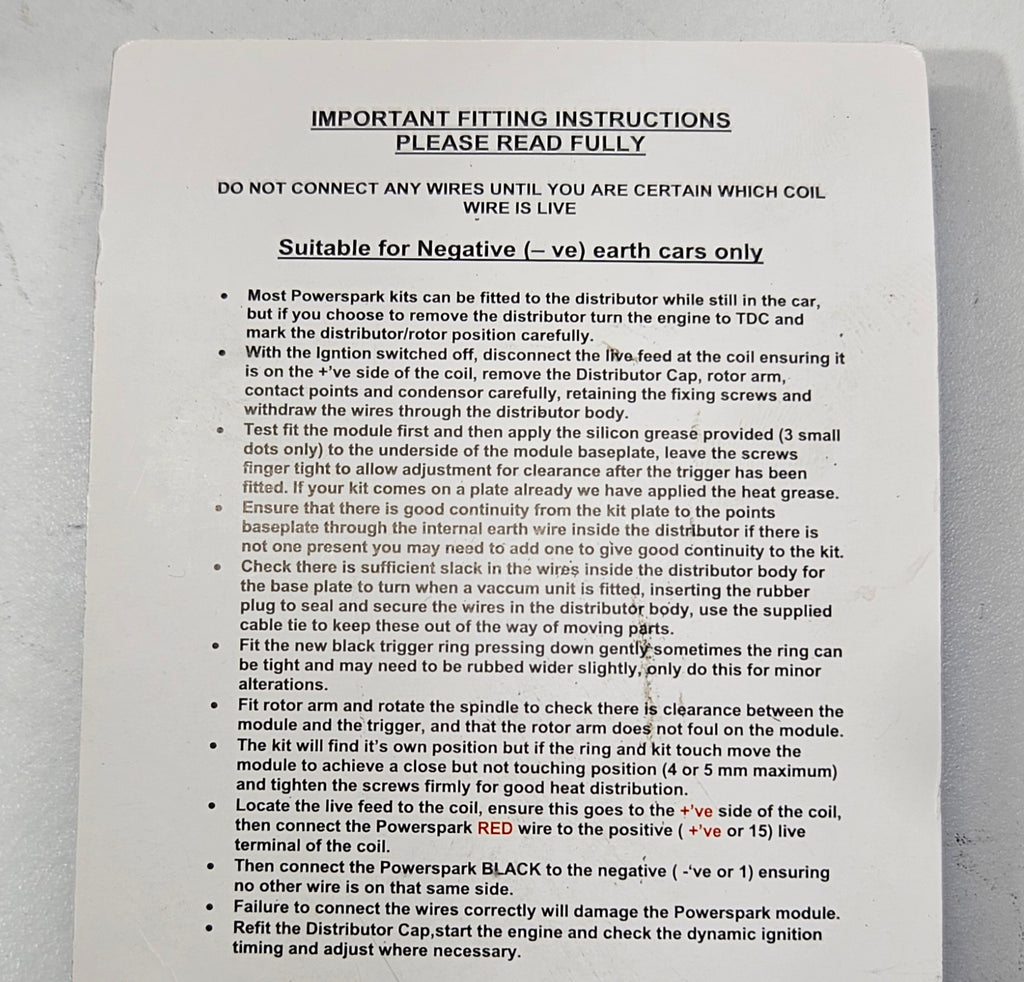 IMPORTANT FITTING INSTRUCTIONS
PLEASE READ FULLY
DO NOT CONNECT ANY WIRES UNTIL YOU ARE CERTAIN WHICH COIL
WIRE IS LIVE
Suitable for Negative (– ve) earth cars only
• Most Powerspark kits can be fitted to the distributor while still in the car,
but if you choose to remove the distributor turn the engine to TDC and
mark the distributor/rotor position carefully.
• With the Igntion switched off, disconnect the live feed at the coil ensuring it
is on the +'ve side of the coil, remove the Distributor Cap, rotor arm,
contact points and condensor carefully, retaining the fixing screws and
withdraw the wires through the distributor body.
• Test fit the module first and then apply the silicon grease provided (3 small
dots only) to the underside of the module baseplate, leave the screws
finger tight to allow adjustment for clearance after the trigger has been
fitted. If your kit comes on a plate already we have applied the heat grease.
• Ensure that there is good continuity from the kit plate to the points
baseplate through the internal earth wire inside the distributor if there is
not one present you may need to add one to give good continuity to the kit.
• Check there is sufficient slack in the wires inside the distributor body for
the base plate to turn when a vaccum unit is fitted, inserting the rubber
plug to seal and secure the wires in the distributor body, use the supplied
cable tie to keep these out of the way of moving parts.
• Fit the new black trigger ring pressing down gently sometimes the ring can
be tight and may need to be rubbed wider slightly, only do this for minor
alterations.
• Fit rotor arm and rotate the spindle to check there is clearance between the
module and the trigger, and that the rotor arm does not foul on the module.
• The kit will find it's own position but if the ring and kit touch move the
module to achieve a close but not touching position (4 or 5 mm maximum)
and tighten the screws firmly for good heat distribution.
• Locate the live feed to the coil, ensure this goes to the +'ve side of the coil,
then connect the Powerspark RED wire to the positive ( +'ve or 15) live
terminal of the coil.
• Then connect the Powerspark BLACK to the negative ( -'ve or 1) ensuring
no other wire is on that same side.
• Failure to connect the wires correctly will damage the Powerspark module.
• Refit the Distributor Cap,start the engine and check the dynamic ignition
timing and adjust where necessary.